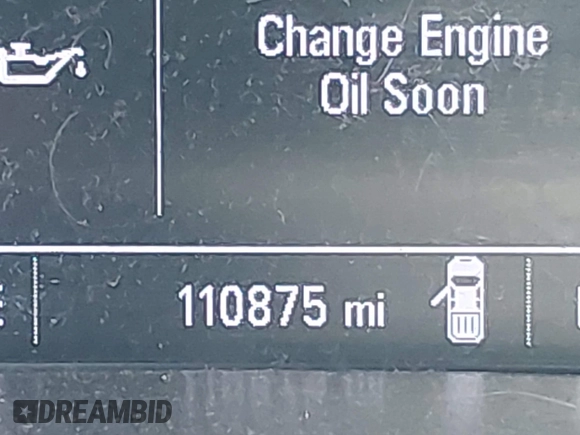 Change Engine
Oil Soon
110875 mi
DREAMBID